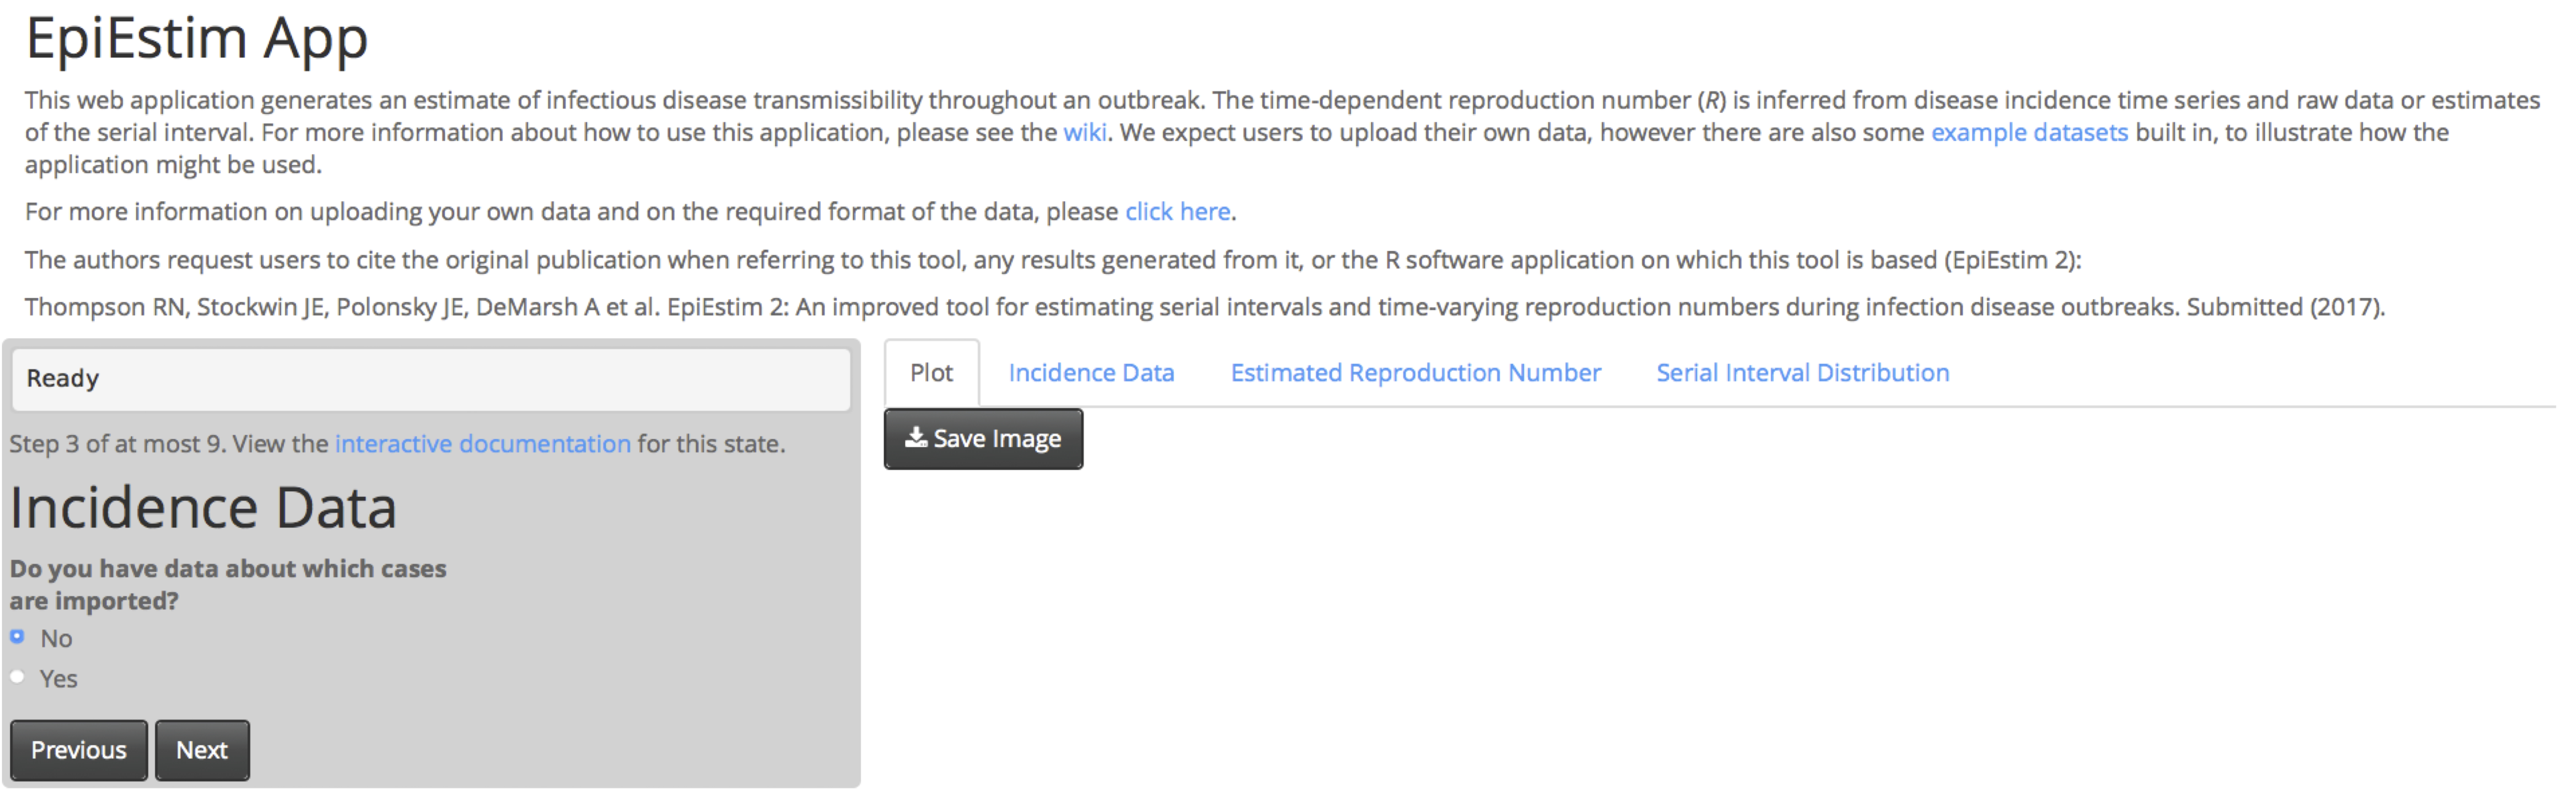 EpiEstim App
This web application generates an estimate of infectious disease transmissibility throughout an outbreak. The time-dependent reproduction number (R) is inferred from disease incidence time series and raw data or estimates
of the serial interval. For more information about how to use this application, please see the wiki. We expect users to upload their own data, however there are also some example datasets built in, to illustrate how the
application might be used.
For more information on uploading your own data and on the required format of the data, please click here.
The authors request users to cite the original publication when referring to this tool, any results generated from it, or the R software application on which this tool is based (EpiEstim 2):
Thompson RN, Stockwin JE, Polonsky JE, DeMarsh A et al. EpiEstim 2: An improved tool for estimating serial intervals and time-varying reproduction numbers during infection disease outbreaks. Submitted (2017).
Ready
Step 3 of at most 9. View the interactive documentation for this state.
Incidence Data
Do you have data about which cases
are imported?
No
Yes
Previous Next
Plot Incidence Data Estimated Reproduction Number Serial Interval Distribution
Save Image